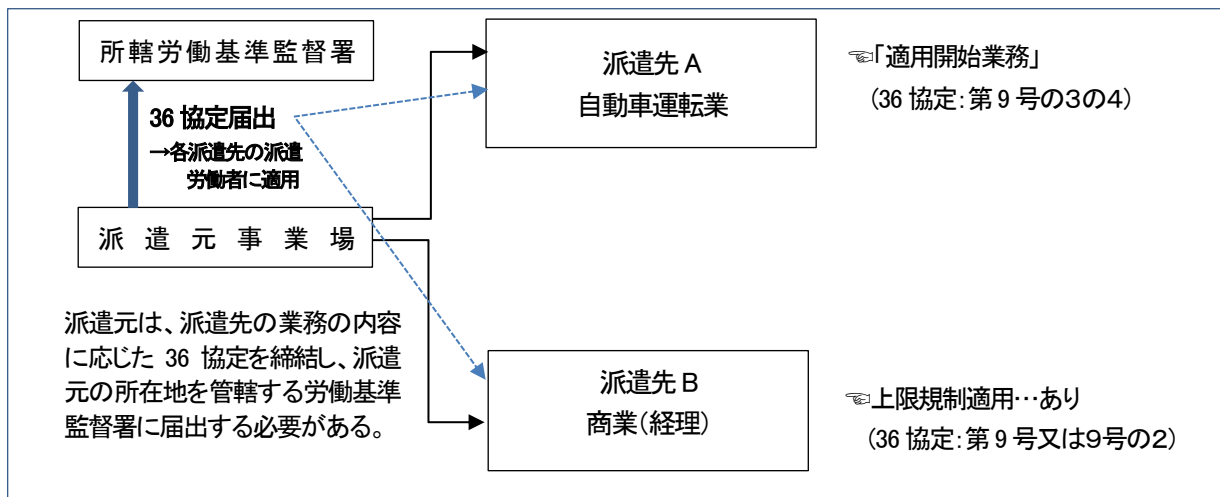 所轄労働基準監督署
36 協定届出
→各派遣先の派遣
労働者に適用
派遣元事業場
派遣元は、派遣先の業務の内容
に応じた 36 協定を締結し、派遣
元の所在地を管轄する労働基準
監督署に届出する必要がある。
派遣先 A
自動車運転業
☜「適用開始業務」
（36 協定：第 9 号の３の４）
派遣先 B
商業（経理）
☜上限規制適用…あり
（36 協定：第 9 号又は９号の２）